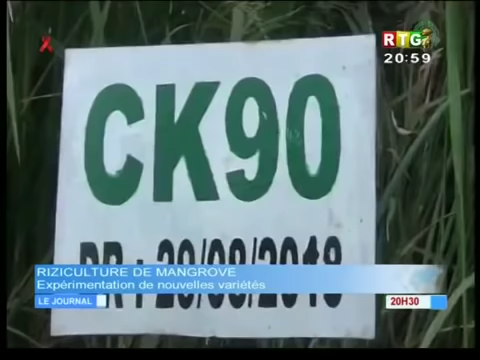 RTG
20:59
CK90
RIZICULTURE DE MANGROVE
Expérimentation de nouvelles variétés
LE JOURNAL
20H30